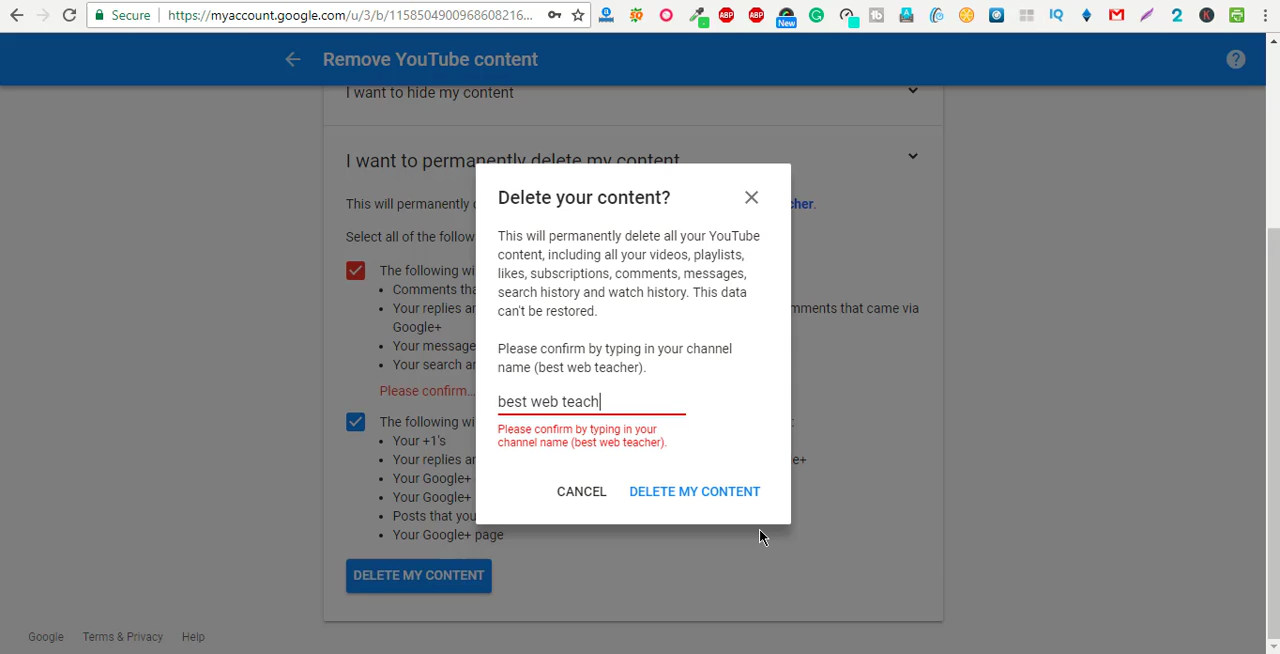 Secure https://myaccount.google.com/u/3/b/1158504900968608216...
New
Remove YouTube content
I want to hide my content
I want to permanently delete my content
This will permanently
cher.
Select all of the follow
The following wi
• Comments tha
• Your replies ar
mments that came via
Google+
• Your message
• Your search ar
Please confirm...
The following wi
:
• Your +1's
• Your replies ar
e+
• Your Google+
• Your Google+
• Posts that you
• Your Google+ page
DELETE MY CONTENT
Delete your content?
This will permanently delete all your YouTube
content, including all your videos, playlists,
likes, subscriptions, comments, messages,
search history and watch history. This data
can't be restored.
Please confirm by typing in your channel
name (best web teacher).
best web teach
Please confirm by typing in your
channel name (best web teacher).
CANCEL DELETE MY CONTENT
Google Terms & Privacy Help